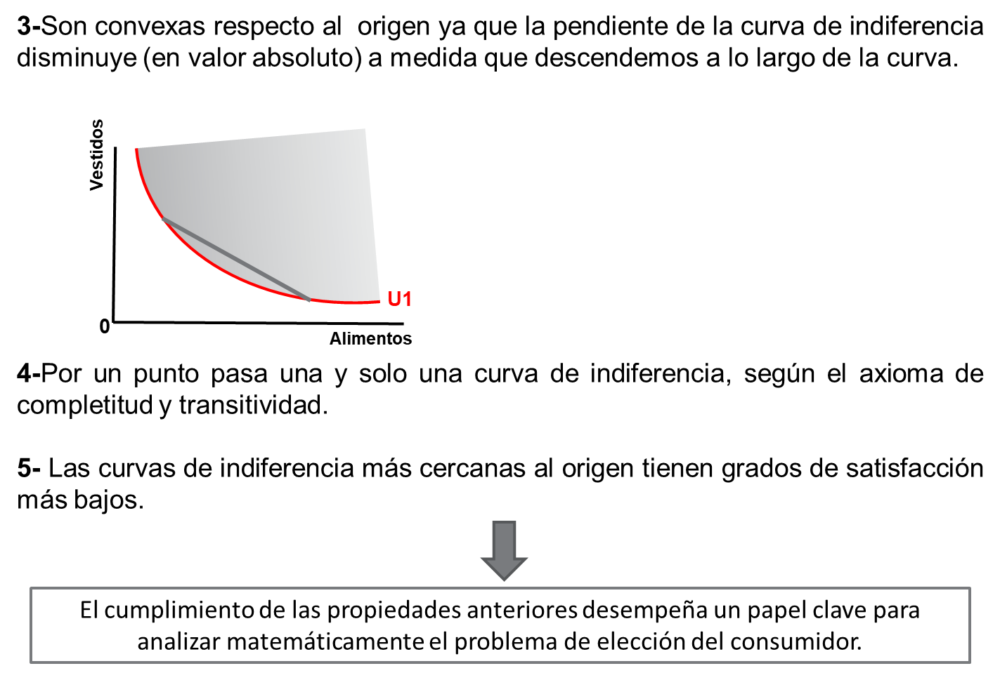 3-Son convexas respecto al origen ya que la pendiente de la curva de indiferencia
disminuye (en valor absoluto) a medida que descendemos a lo largo de la curva.
Vestidos
U1
0
Alimentos
4-Por un punto pasa una y solo una curva de indiferencia, según el axioma de
completitud y transitividad.
5- Las curvas de indiferencia más cercanas al origen tienen grados de satisfacción
más bajos.
El cumplimiento de las propiedades anteriores desempeña un papel clave para
analizar matemáticamente el problema de elección del consumidor.